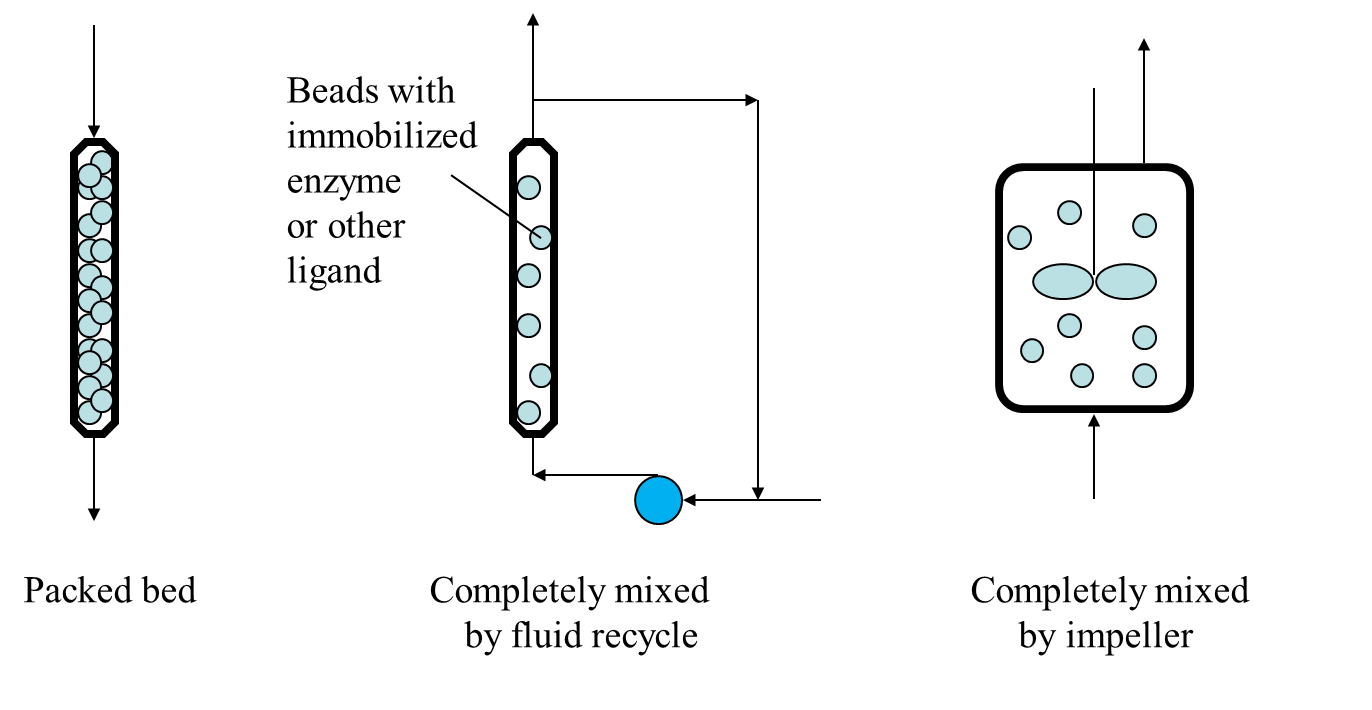 Beads with
immobilized
enzyme
or other
ligand
Packed bed
Completely mixed
by fluid recycle
Completely mixed
by impeller